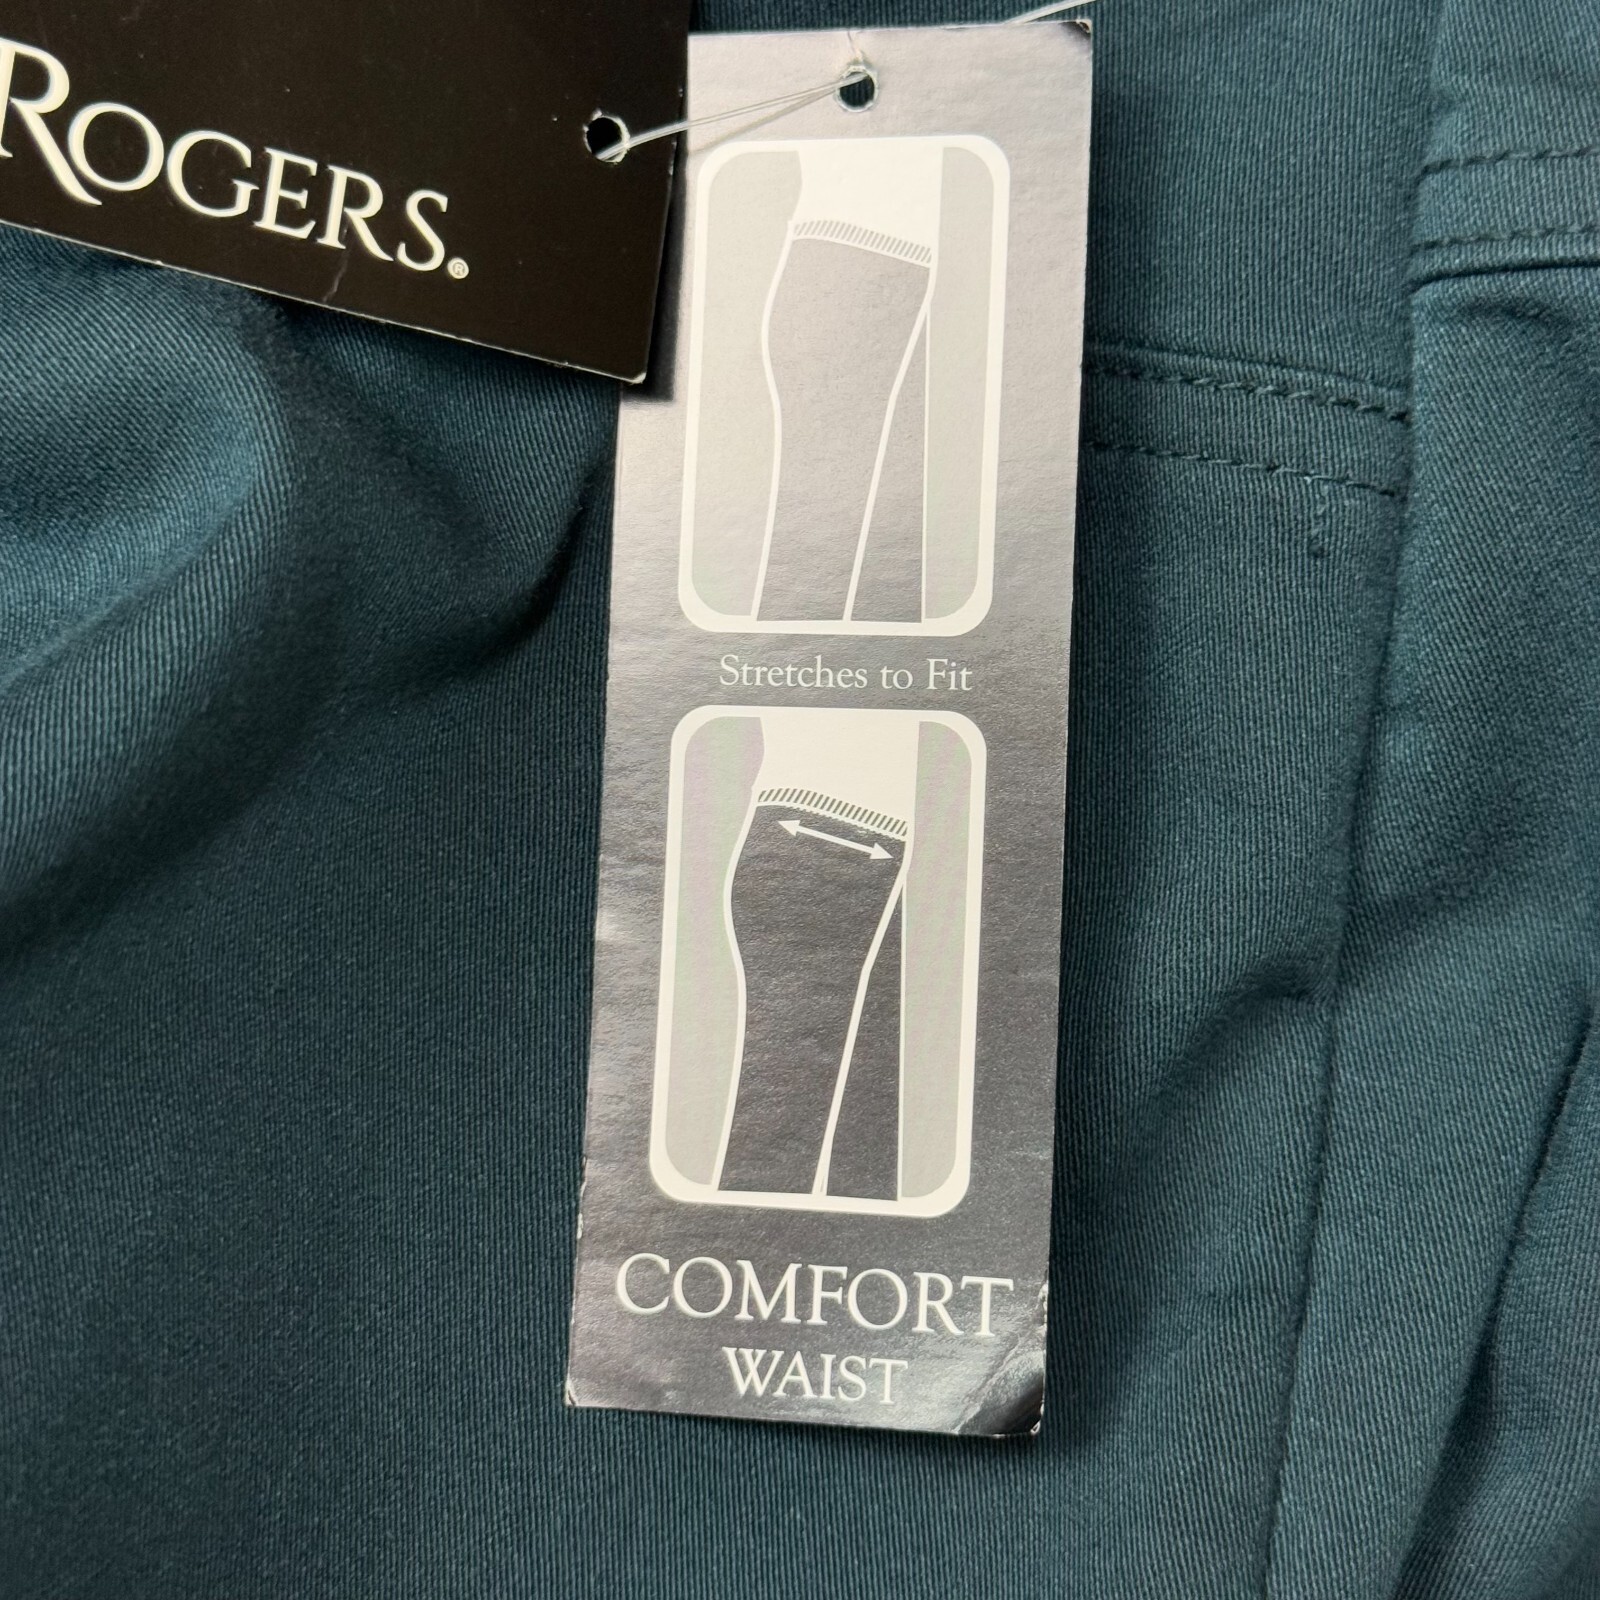 ROGERS.®
Stretches to Fit
COMFORT
WAIST